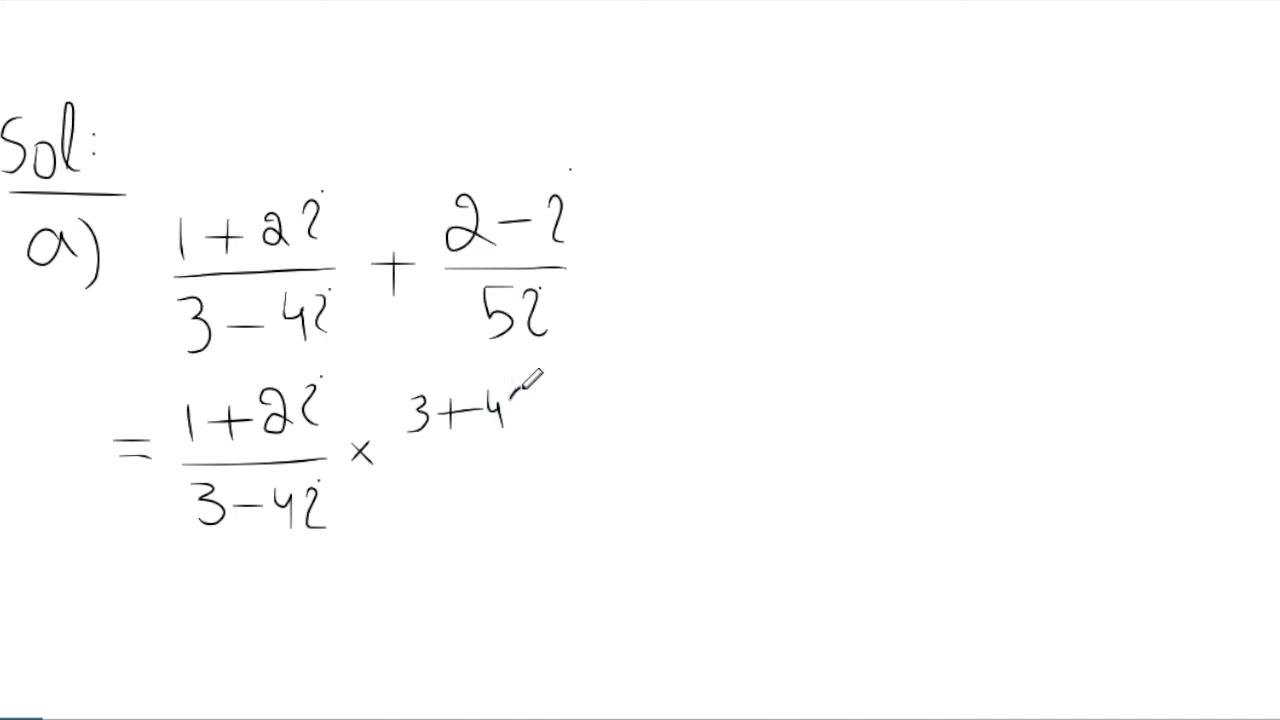 Sol:
a) (1+2i)/(3-4i) + (2-i)/(5i)
= (1+2i)/(3-4i) × 3+4